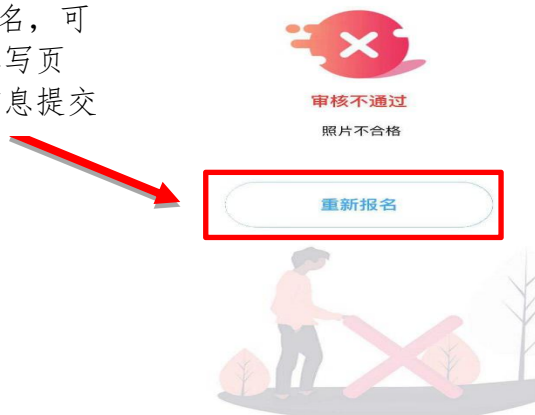 名，可
写页
息提交
审核不通过
照片不合格
重新报名